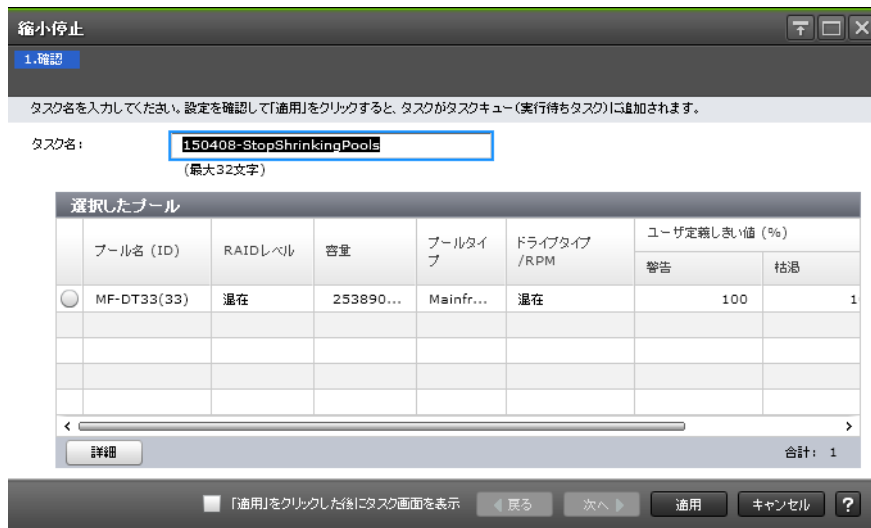 縮小停止
1.確認
タスク名を入力してください。設定を確認して「適用」をクリックすると、タスクがタスクキュー(実行待ちタスク)に追加されます。
タスク名:
150408-StopShrinkingPools
(最大32文字)
選択したプール
プール名 (ID)
RAIDレベル
容量
プールタイ
プ
ドライブタイプ
/RPM
ユーザ定義しきい値 (%)
警告
枯渇
MF-DT33(33)
混在
253890...
Mainfr...
混在
100
1
詳細
合計: 1
「適用」をクリックした後にタスク画面を表示
戻る
次へ
適用
キャンセル
?